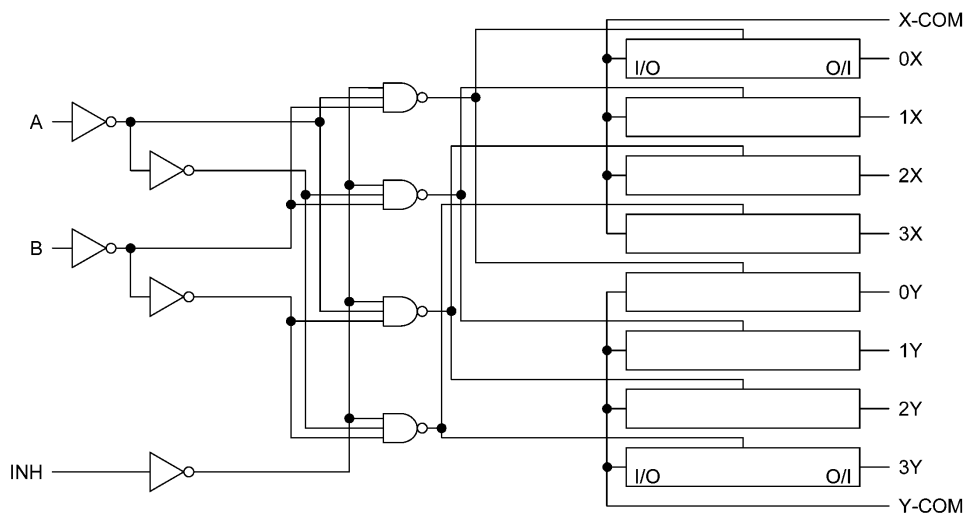 X-COM
I/O O/I 0X
A
1X
2X
B
3X
0Y
1Y
2Y
INH
I/O O/I 3Y
Y-COM